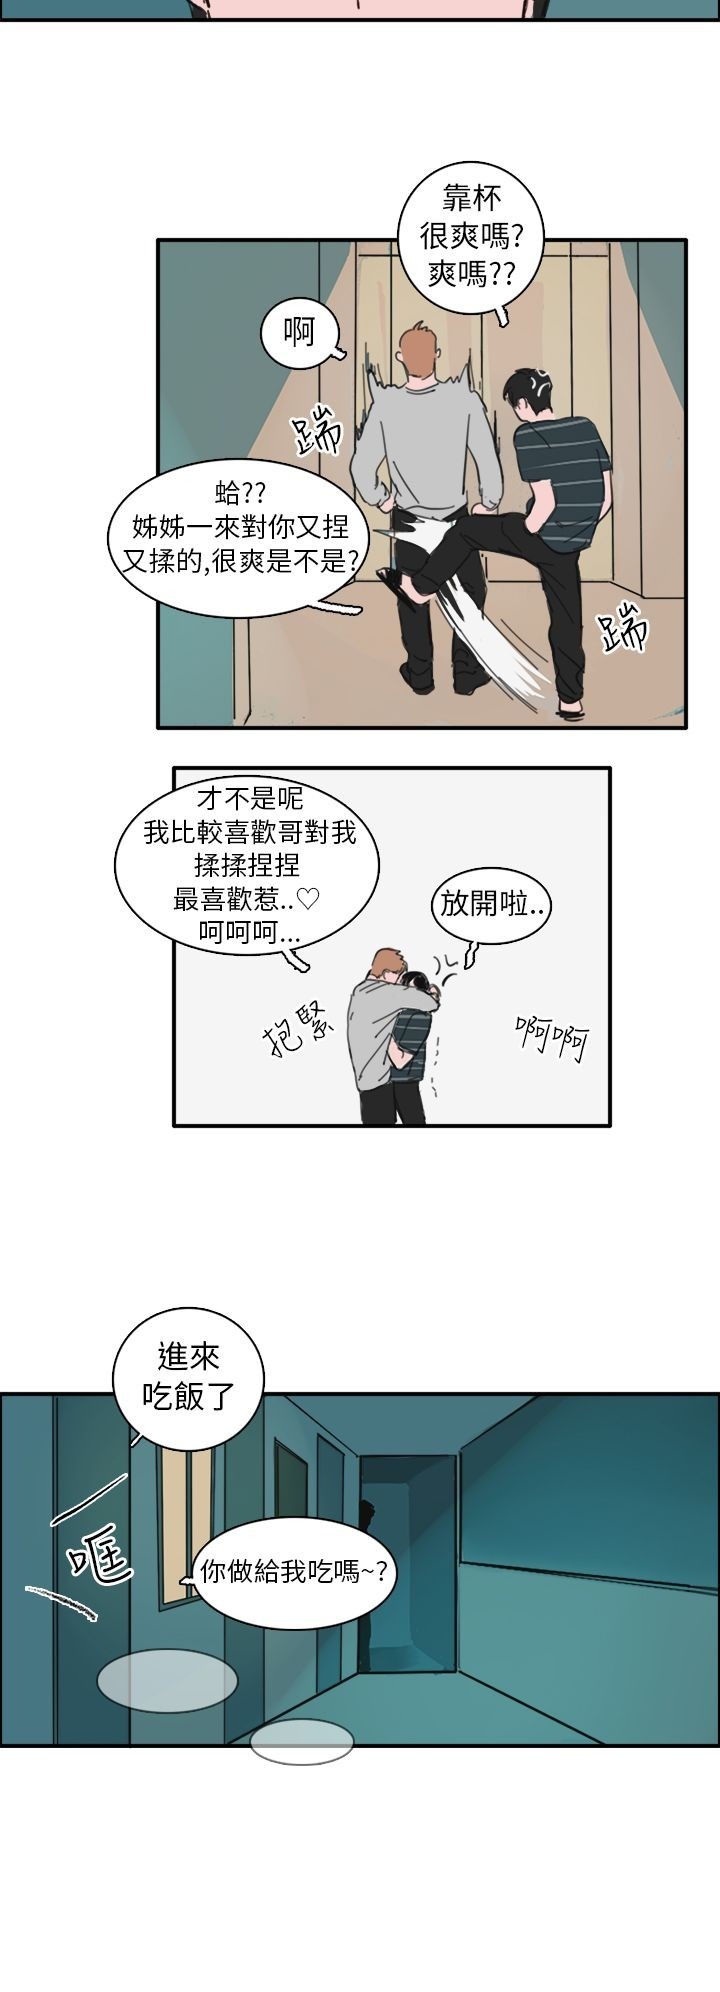 靠杯
很爽嗎?
爽嗎??
啊
踹
蛤??
姊姊一來對你又捏
又揉的,很爽是不是?
踹
才不是呢
我比較喜歡哥對我
揉揉捏捏
最喜歡惹..♡
呵呵呵...
放開啦..
抱緊
啊啊
進來
吃飯了
哐
你做給我吃嗎~?